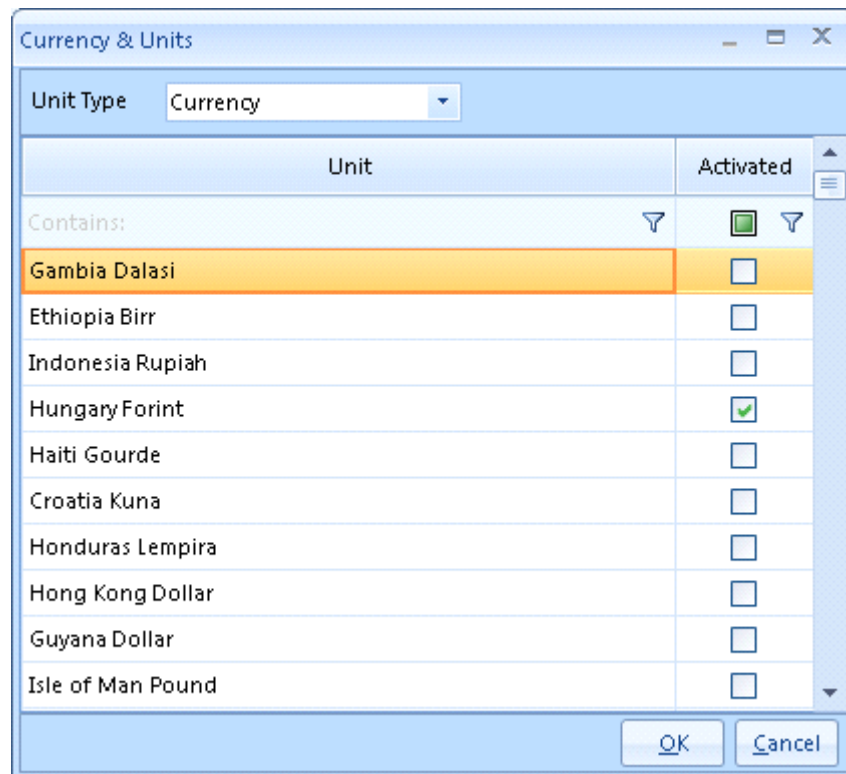 Currency & Units
Unit Type Currency
Unit Activated
Contains:
Gambia Dalasi
Ethiopia Birr
Indonesia Rupiah
Hungary Forint
Haiti Gourde
Croatia Kuna
Honduras Lempira
Hong Kong Dollar
Guyana Dollar
Isle of Man Pound
OK Cancel